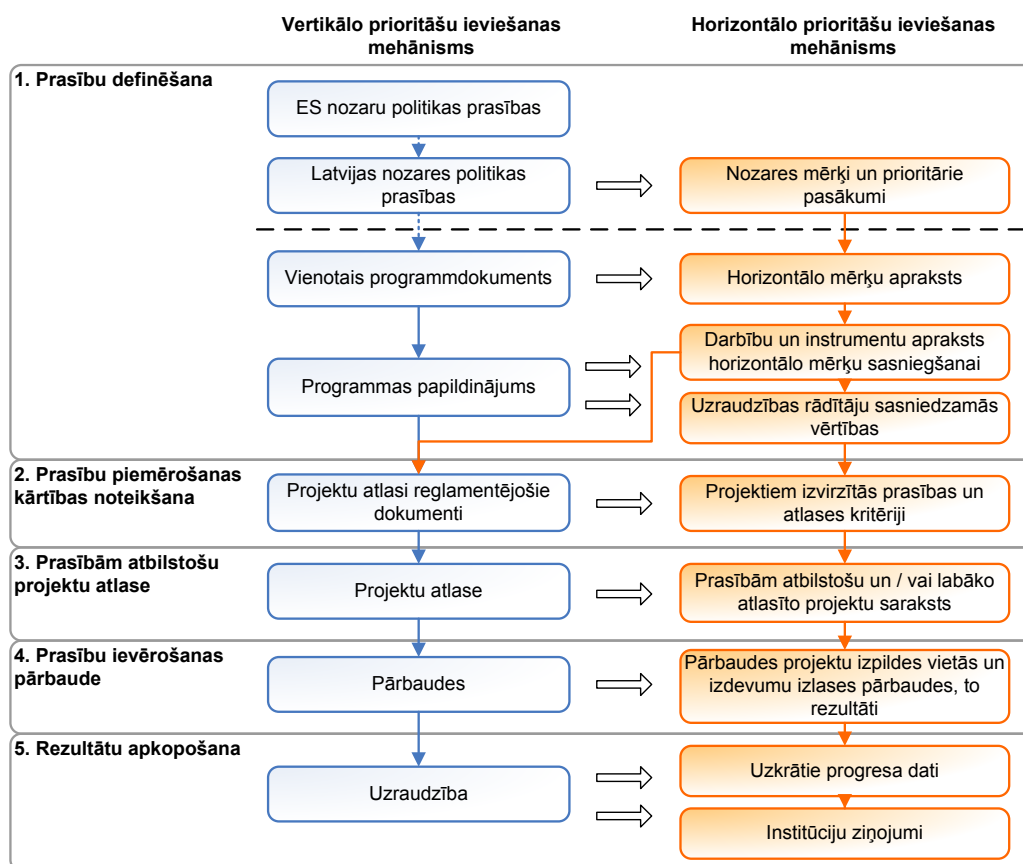 Vertikālo prioritāšu ieviešanas
mehānisms
Horizontālo prioritāšu ieviešanas
mehānisms
1. Prasību definēšana
ES nozaru politikas prasības
Latvijas nozares politikas
prasības
Nozares mērķi un prioritārie
pasākumi
Vienotais programmdokuments
Horizontālo mērķu apraksts
Programmas papildinājums
Darbību un instrumentu apraksts
horizontālo mērķu sasniegšanai
Uzraudzības rādītāju sasniedzamās
vērtības
2. Prasību piemērošanas
kārtības noteikšana
Projektu atlasi reglamentējošie
dokumenti
Projektiem izvirzītās prasības un
atlases kritēriji
3. Prasībām atbilstošu
projektu atlase
Projektu atlase
Prasībām atbilstošu un / vai labāko
atlasīto projektu saraksts
4. Prasību ievērošanas
pārbaude
Pārbaudes
Pārbaudes projektu izpildes vietās un
izdevumu izlases pārbaudes, to
rezultāti
5. Rezultātu apkopošana
Uzraudzība
Uzkrātie progresa dati
Institūciju ziņojumi